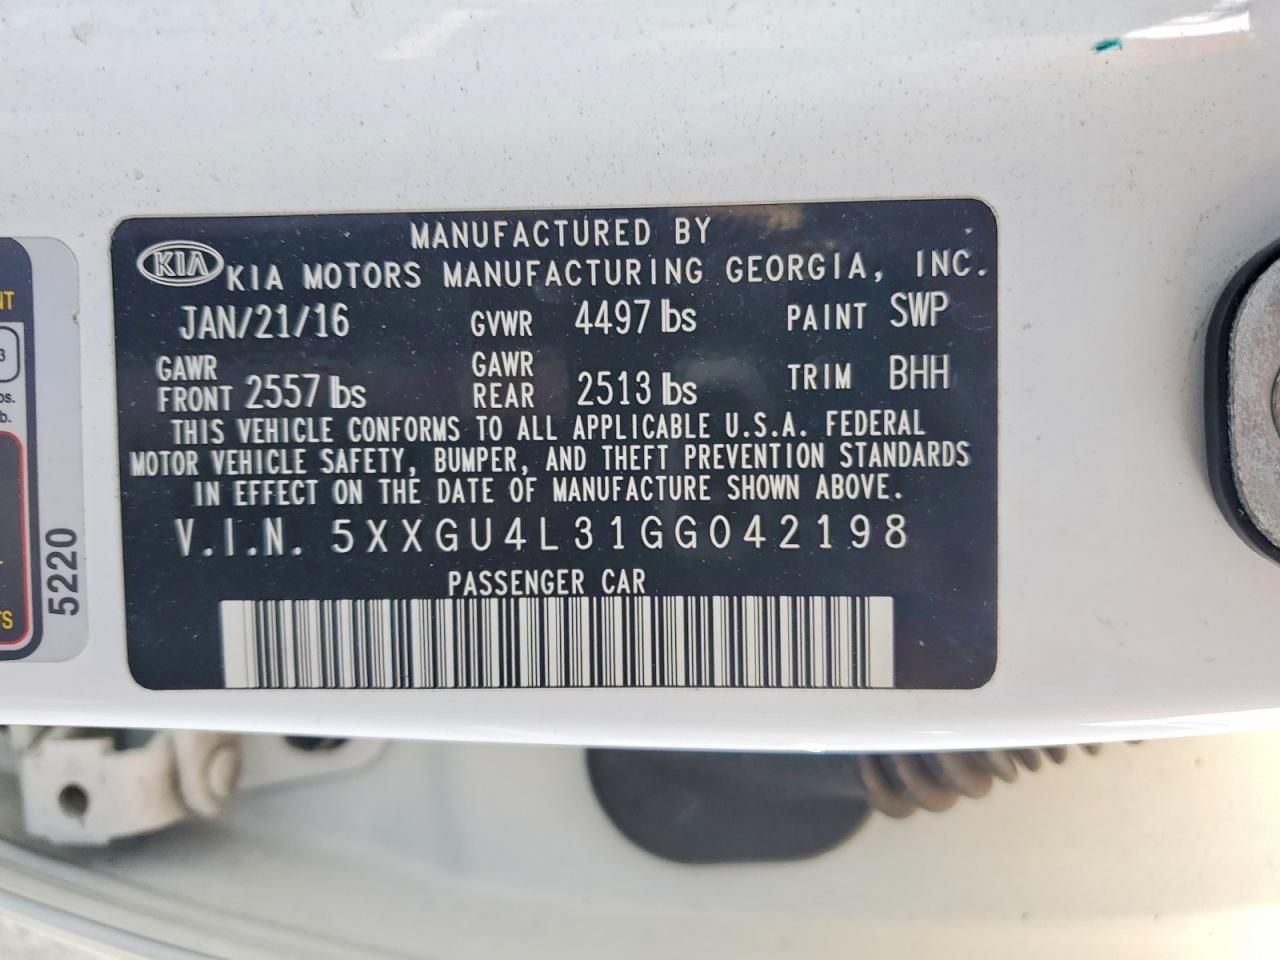 MANUFACTURED BY
KIA KIA MOTORS MANUFACTURING GEORGIA, INC.
JAN/21/16 GVWR 4497 lbs PAINT SWP
GAWR FRONT 2557 lbs GAWR REAR 2513 lbs TRIM BHH
THIS VEHICLE CONFORMS TO ALL APPLICABLE U.S.A. FEDERAL
MOTOR VEHICLE SAFETY, BUMPER, AND THEFT PREVENTION STANDARDS
IN EFFECT ON THE DATE OF MANUFACTURE SHOWN ABOVE.
V.I.N. 5XXGU4L31GG042198
PASSENGER CAR
5220